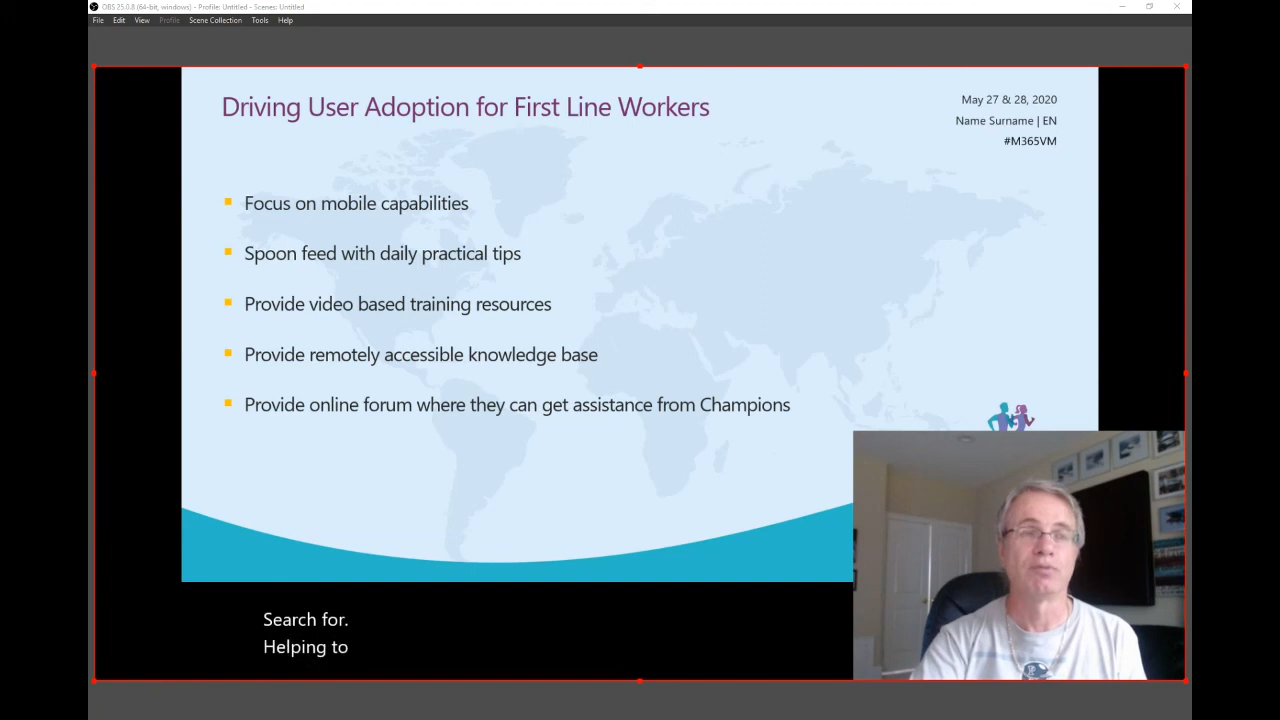 OBS 25.0.8 (64-bit, windows) - Profile: Untitled - Scenes: Untitled
File Edit View Profile Scene Collection Tools Help
Driving User Adoption for First Line Workers
May 27 & 28, 2020
Name Surname | EN
#M365VM
Focus on mobile capabilities
Spoon feed with daily practical tips
Provide video based training resources
Provide remotely accessible knowledge base
Provide online forum where they can get assistance from Champions
Search for.
Helping to